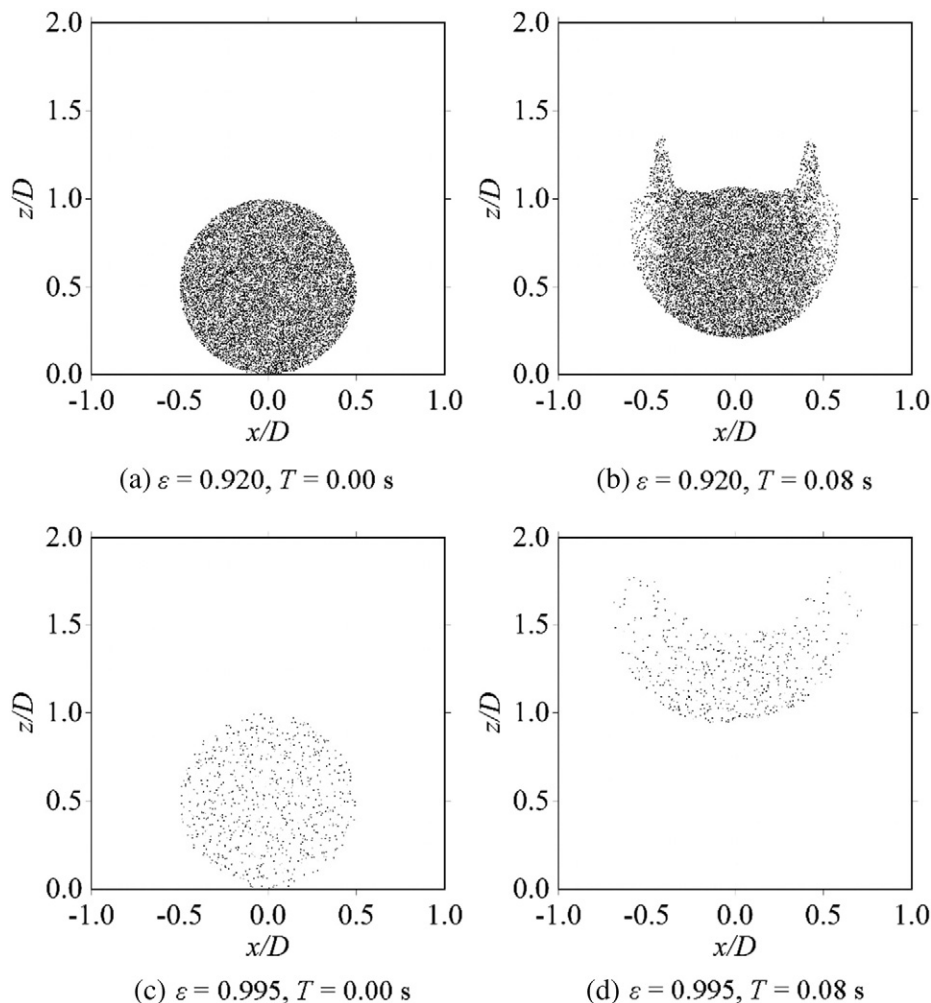 2.0 2.0
1.5 1.5
z/D 1.0 z/D 1.0
0.5 0.5
0.0 0.0
-1.0 -0.5 0.0 0.5 1.0 -1.0 -0.5 0.0 0.5 1.0
x/D x/D
(a) ε = 0.920, T = 0.00 s (b) ε = 0.920, T = 0.08 s
2.0 2.0
1.5 1.5
z/D 1.0 z/D 1.0
0.5 0.5
0.0 0.0
-1.0 -0.5 0.0 0.5 1.0 -1.0 -0.5 0.0 0.5 1.0
x/D x/D
(c) ε = 0.995, T = 0.00 s (d) ε = 0.995, T = 0.08 s